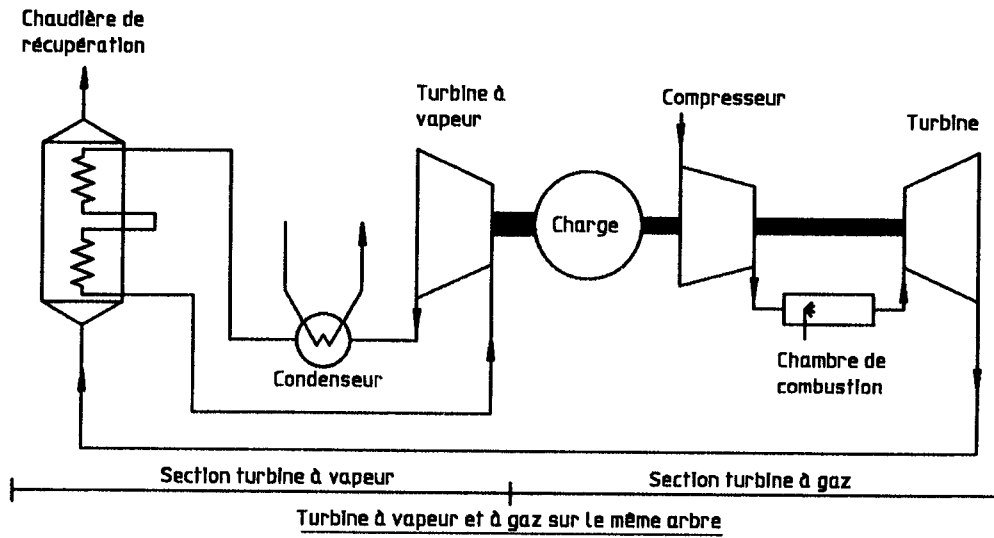 Chaudière de
récupération
Turbine à
vapeur
Compresseur
Turbine
Charge
Condenseur
Chambre de
combustion
Section turbine à vapeur
Section turbine à gaz
Turbine à vapeur et à gaz sur le même arbre